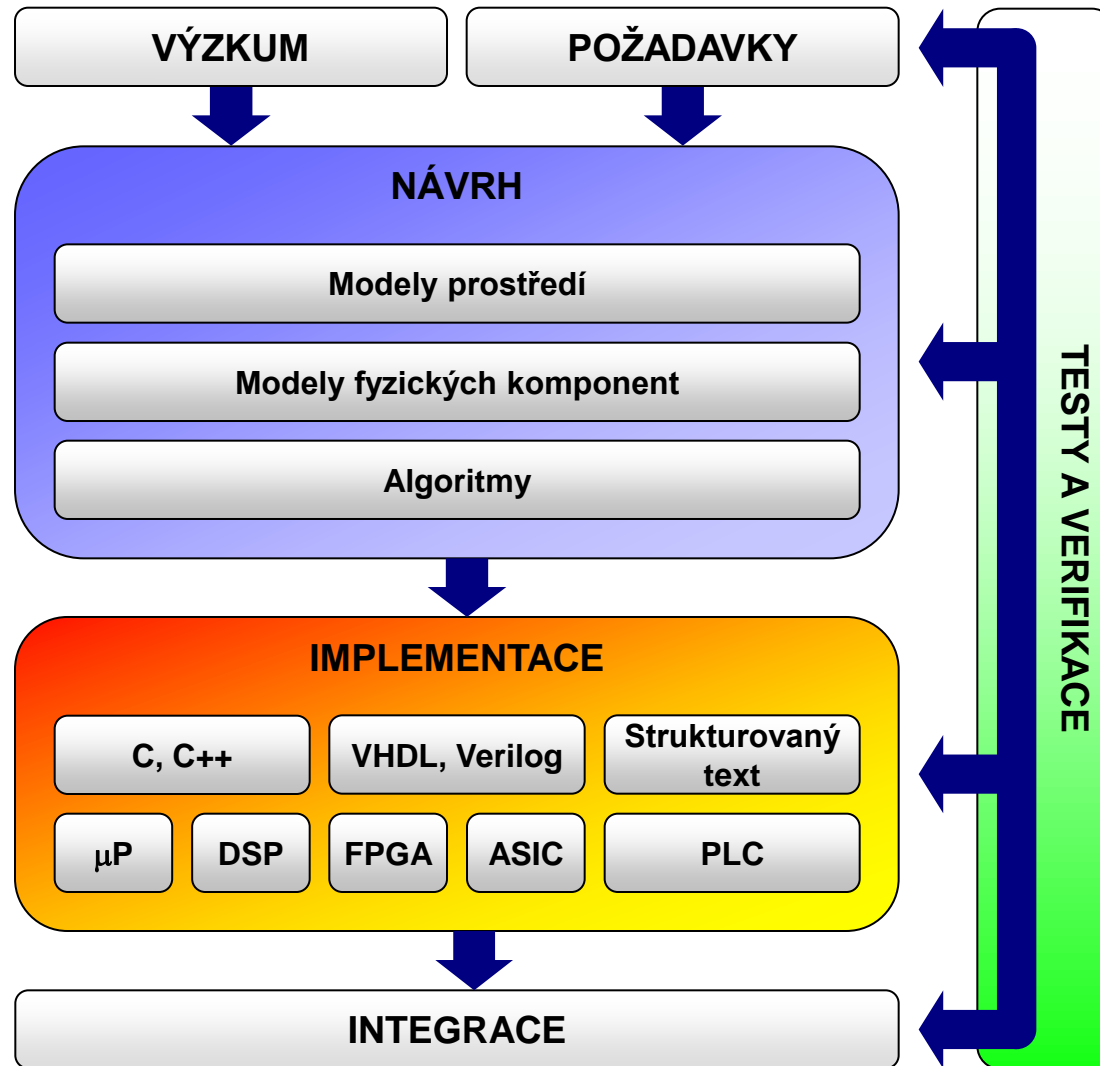 VÝZKUM
POŽADAVKY
NÁVRH
Modely prostředí
Modely fyzických komponent
Algoritmy
IMPLEMENTACE
C, C++
VHDL, Verilog
Strukturovaný
text
μP
DSP
FPGA
ASIC
PLC
INTEGRACE
TESTY A VERIFIKACE